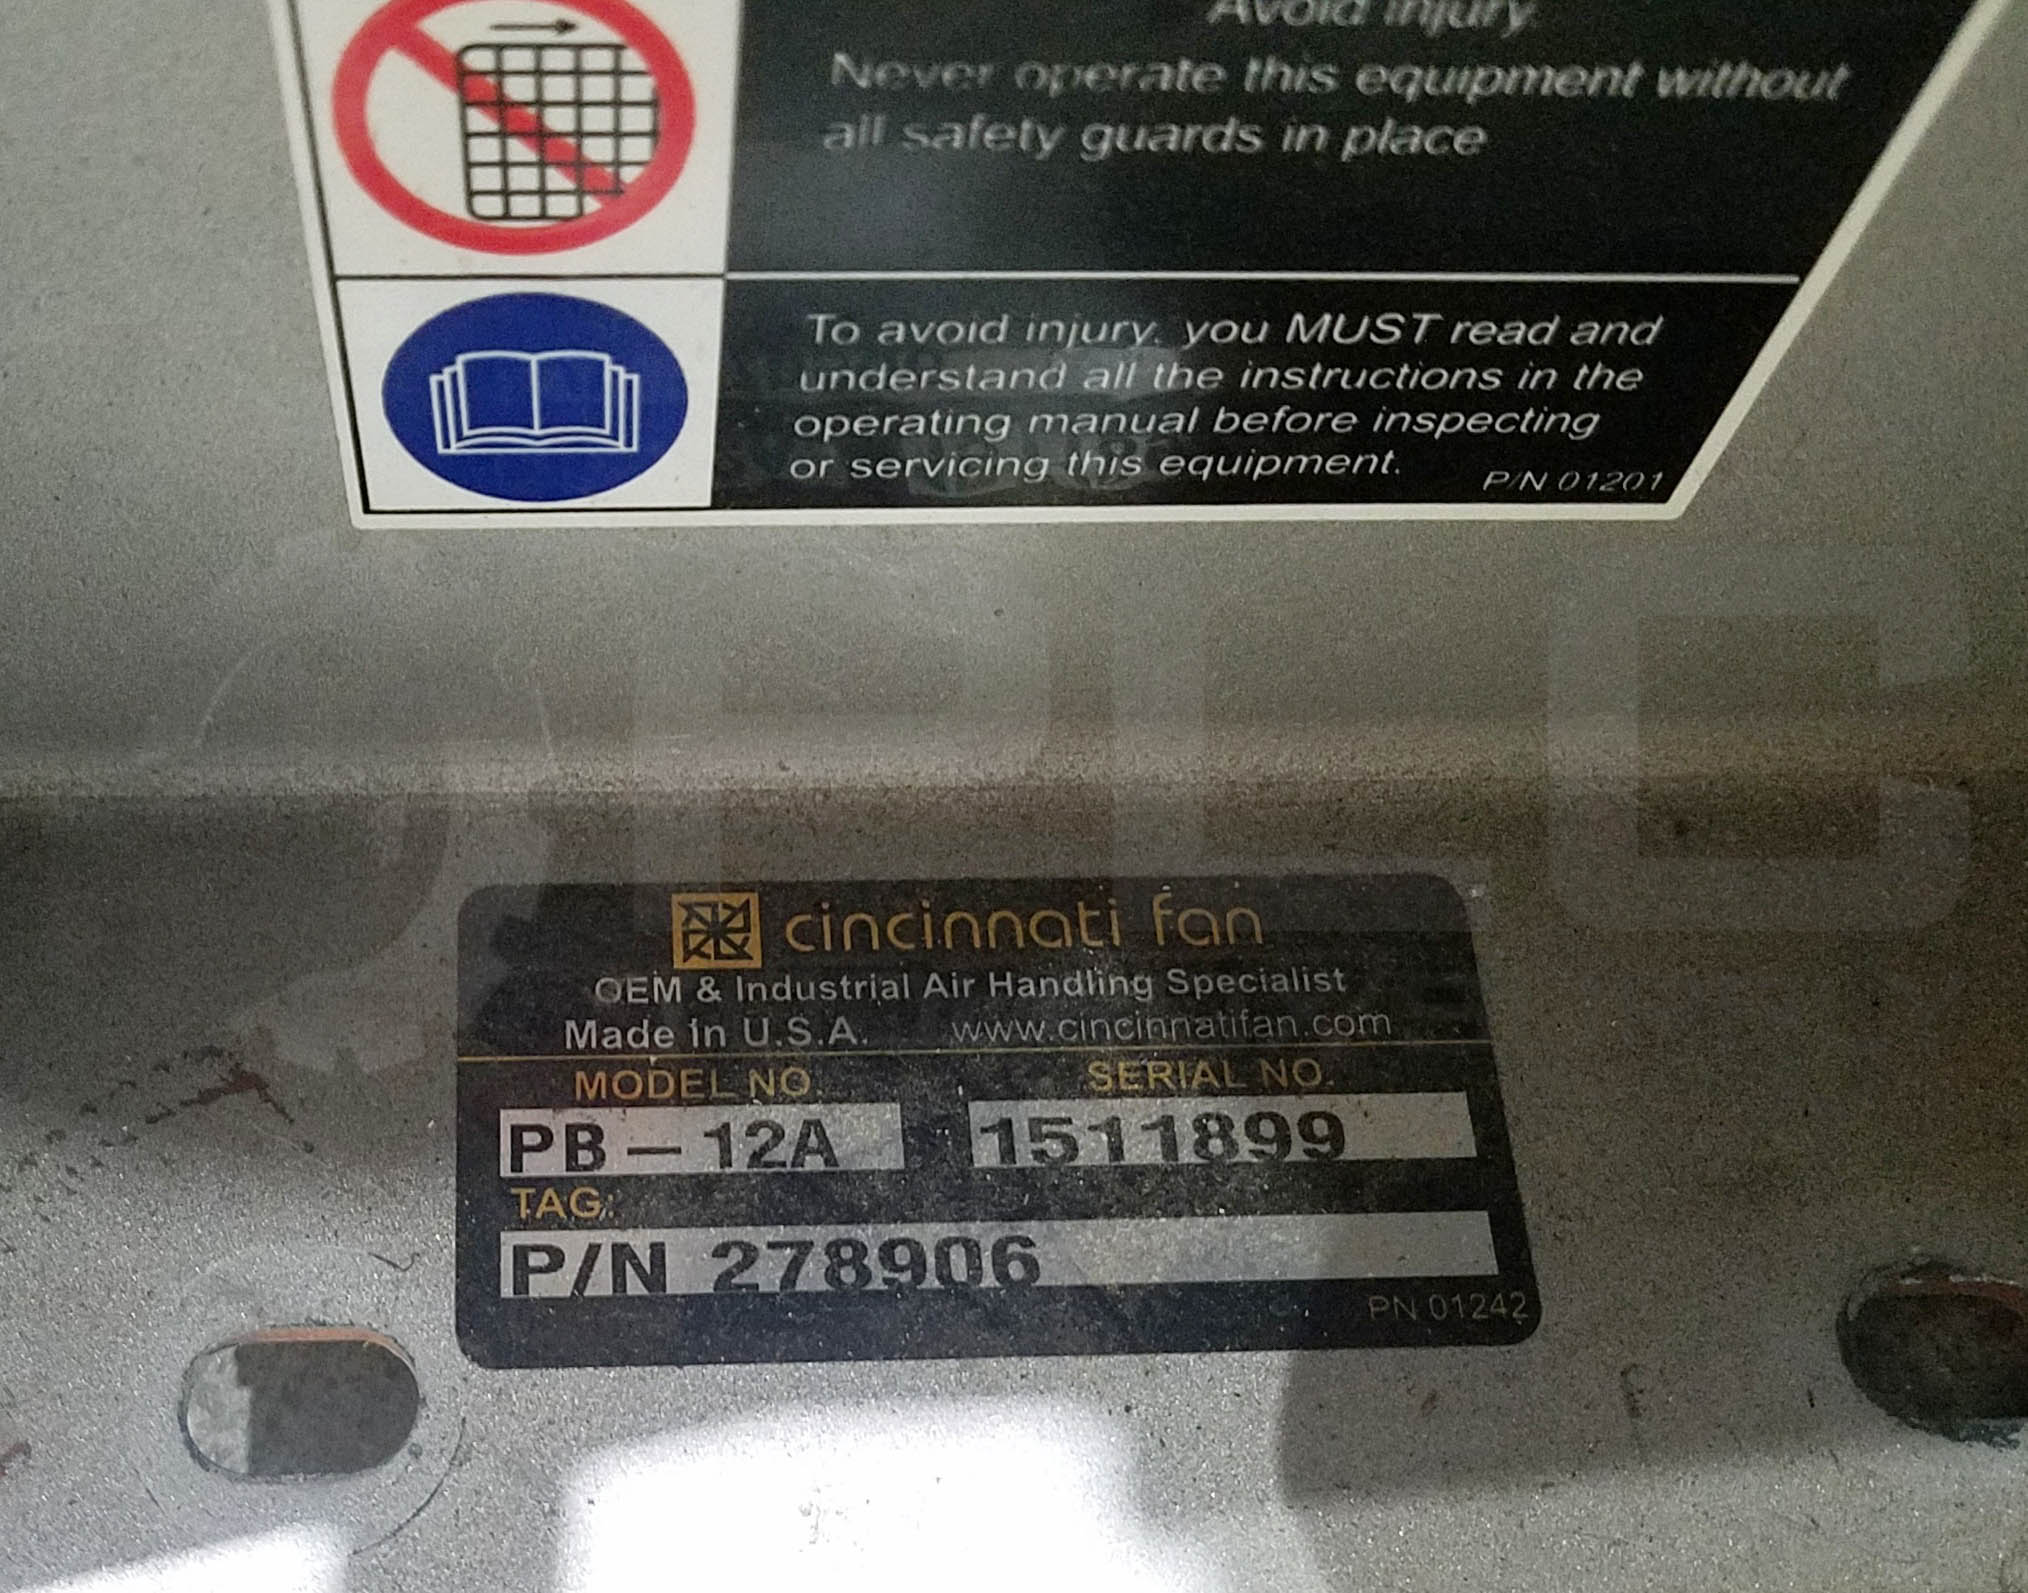 Avoid injury.
Never operate this equipment without
all safety guards in place
To avoid injury, you MUST read and
understand all the instructions in the
operating manual before inspecting
or servicing this equipment.
P/N 01201
cincinnati fan
OEM & Industrial Air Handling Specialist
Made in U.S.A. www.cincinnatifan.com
MODEL NO. SERIAL NO.
PB - 12A 1511899
TAG:
P/N 278906
PN 01242